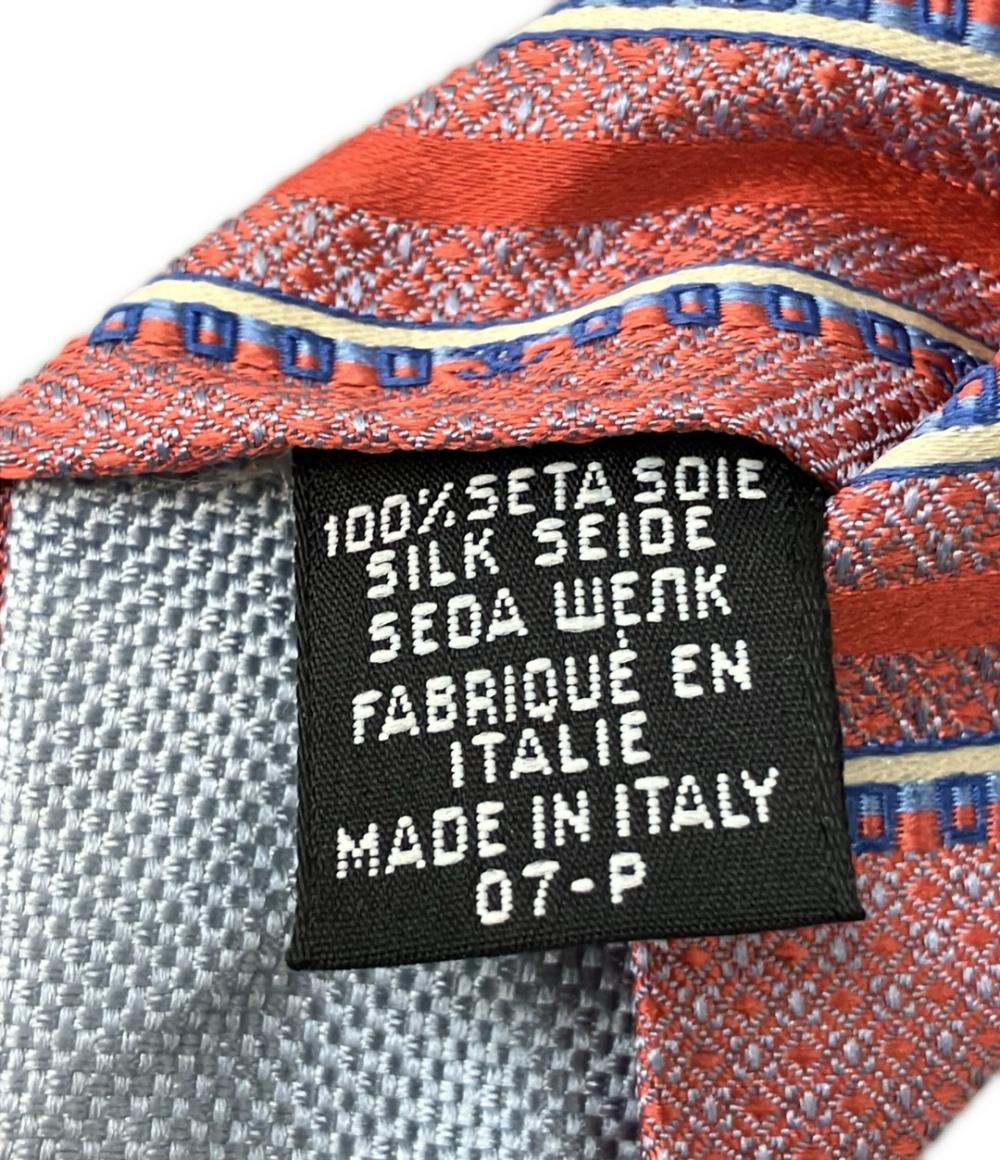 100% SETA SOIE
SILK SEIDE
SEDA ШЕЛК
FABRIQUÉ EN
ITALIE
MADE IN ITALY
07-P